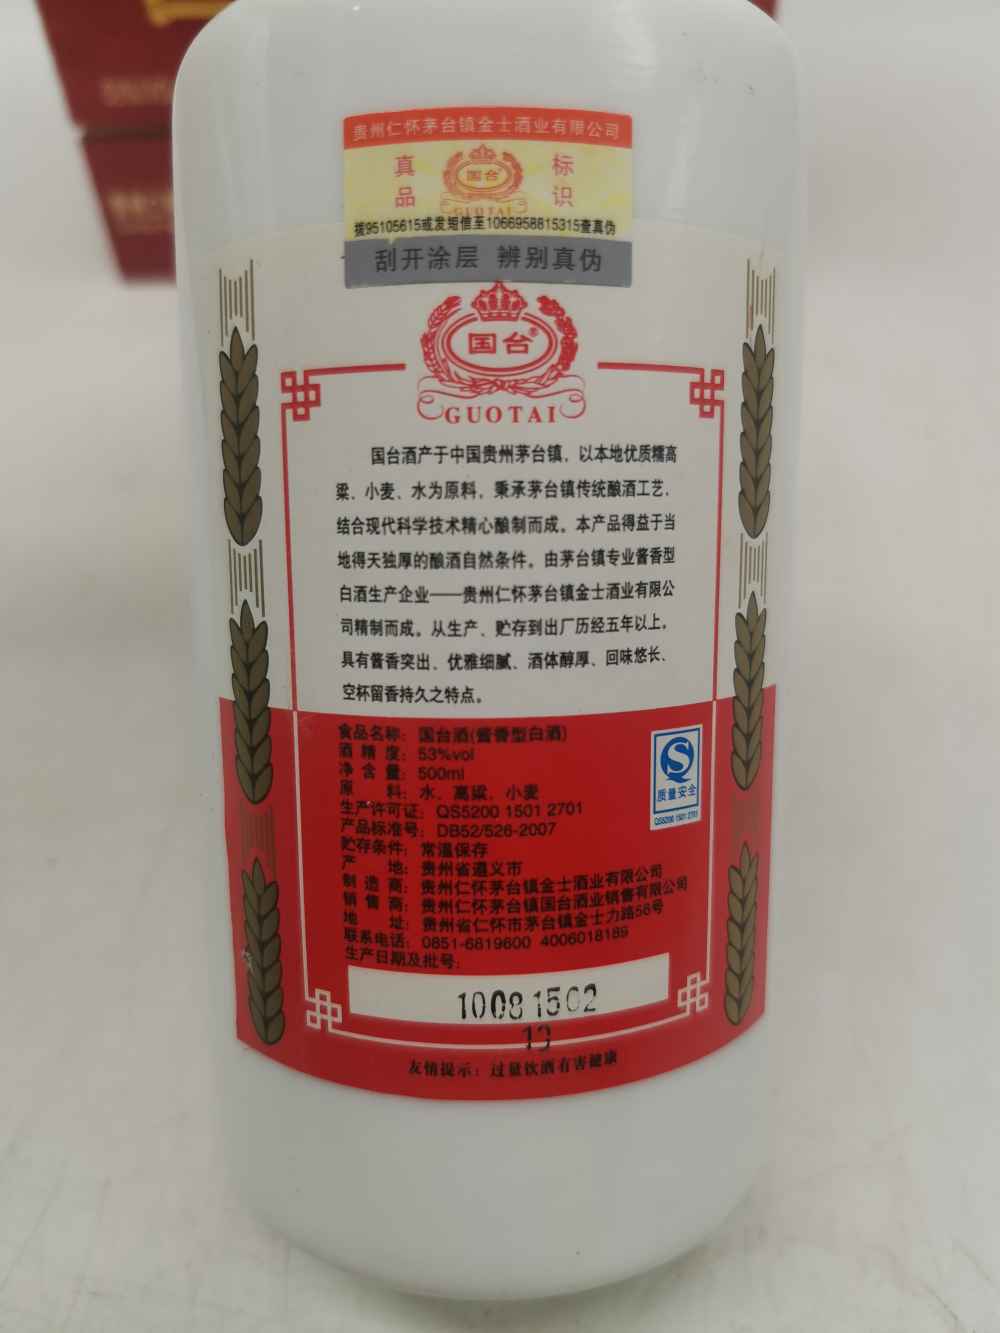 贵州仁怀茅台镇金士酒业有限公司
真品 标识
国台
GUOTAI
拨95105615或发短信至1066958815315查真伪
刮开涂层 辨别真伪
国台®
GUOTAI
国台酒产于中国贵州茅台镇，以本地优质糯高
粱、小麦、水为原料，秉承茅台镇传统酿酒工艺，
结合现代科学技术精心酿制而成。本产品得益于当
地得天独厚的酿酒自然条件。由茅台镇专业酱香型
白酒生产企业——贵州仁怀茅台镇金士酒业有限公
司精制而成。从生产、贮存到出厂历经五年以上，
具有酱香突出、优雅细腻、酒体醇厚、回味悠长、
空杯留香持久之特点。
食品名称：国台酒(酱香型白酒)
酒精度：53%vol
净含量：500ml
原料：水、高粱、小麦
生产许可证：QS5200 1501 2701
产品标准号：DB52/526-2007
贮存条件：常温保存
产地：贵州省遵义市
制造商：贵州仁怀茅台镇金士酒业有限公司
销售商：贵州仁怀茅台镇国台酒业销售有限公司
地址：贵州省仁怀市茅台镇金士力路56号
联系电话：0851-6819600 4006018189
生产日期及批号：
质量安全
QS5200 1501 2701
10081502
10
友情提示：过量饮酒有害健康